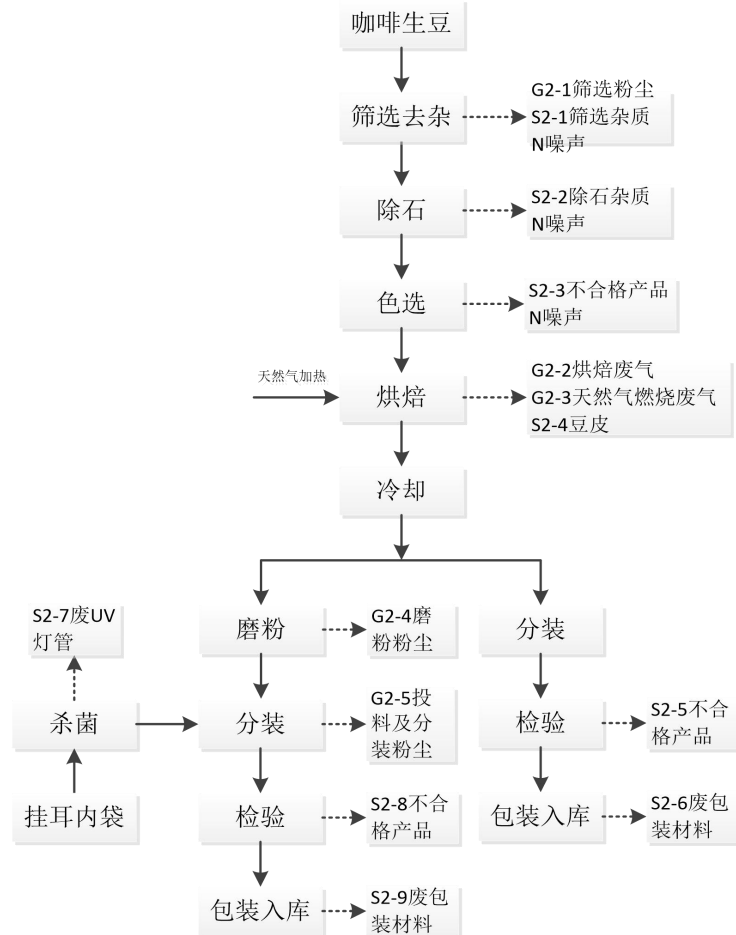 咖啡生豆
筛选去杂
G2-1筛选粉尘
S2-1筛选杂质
N噪声
除石
S2-2除石杂质
N噪声
色选
S2-3不合格产品
N噪声
天然气加热
烘焙
G2-2烘焙废气
G2-3天然气燃烧废气
S2-4豆皮
冷却
S2-7废UV
灯管
磨粉
G2-4磨
粉粉尘
分装
杀菌
分装
G2-5投
料及分
装粉尘
检验
S2-5不合
格产品
挂耳内袋
检验
S2-8不合
格产品
包装入库
S2-6废包
装材料
包装入库
S2-9废包
装材料